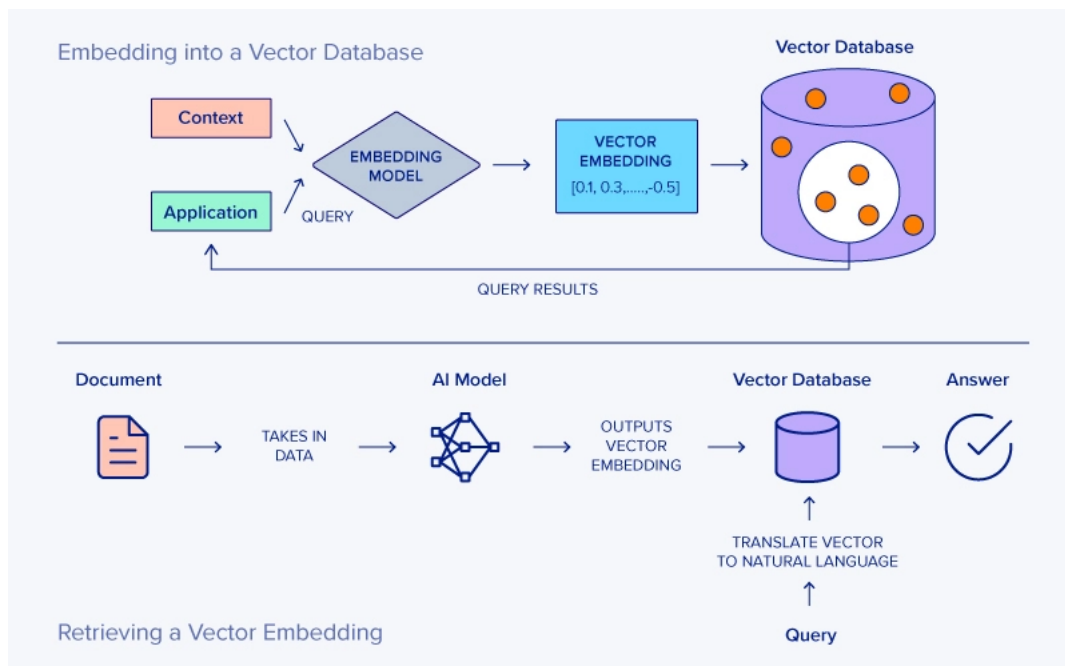 Embedding into a Vector Database
Vector Database
Context
Application
QUERY
EMBEDDING
MODEL
VECTOR
EMBEDDING
[0.1, 0.3,.....,-0.5]
QUERY RESULTS
Document
AI Model
Vector Database
Answer
TAKES IN
DATA
OUTPUTS
VECTOR
EMBEDDING
TRANSLATE VECTOR
TO NATURAL LANGUAGE
Query
Retrieving a Vector Embedding